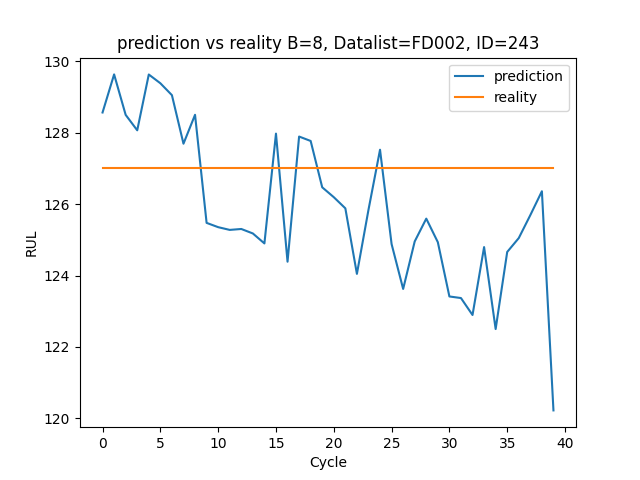 prediction vs reality B=8, Datalist=FD002, ID=243
130
128
126
124
122
120
RUL
prediction
reality
0 5 10 15 20 25 30 35 40
Cycle